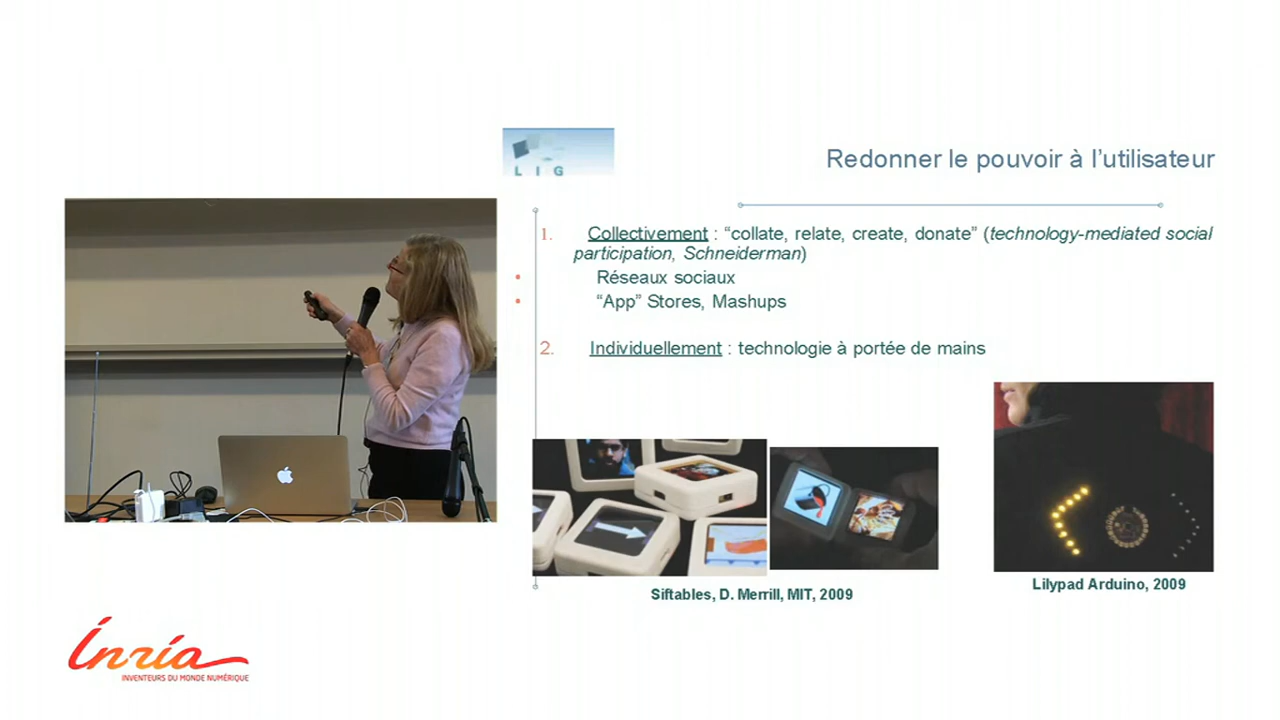 L I G
Redonner le pouvoir à l'utilisateur
1. Collectivement : “collate, relate, create, donate” (technology-mediated social
participation, Schneiderman)
• Réseaux sociaux
• “App” Stores, Mashups
2. Individuellement : technologie à portée de mains
Siftables, D. Merrill, MIT, 2009
Lilypad Arduino, 2009
Inria
INVENTEURS DU MONDE NUMÉRIQUE